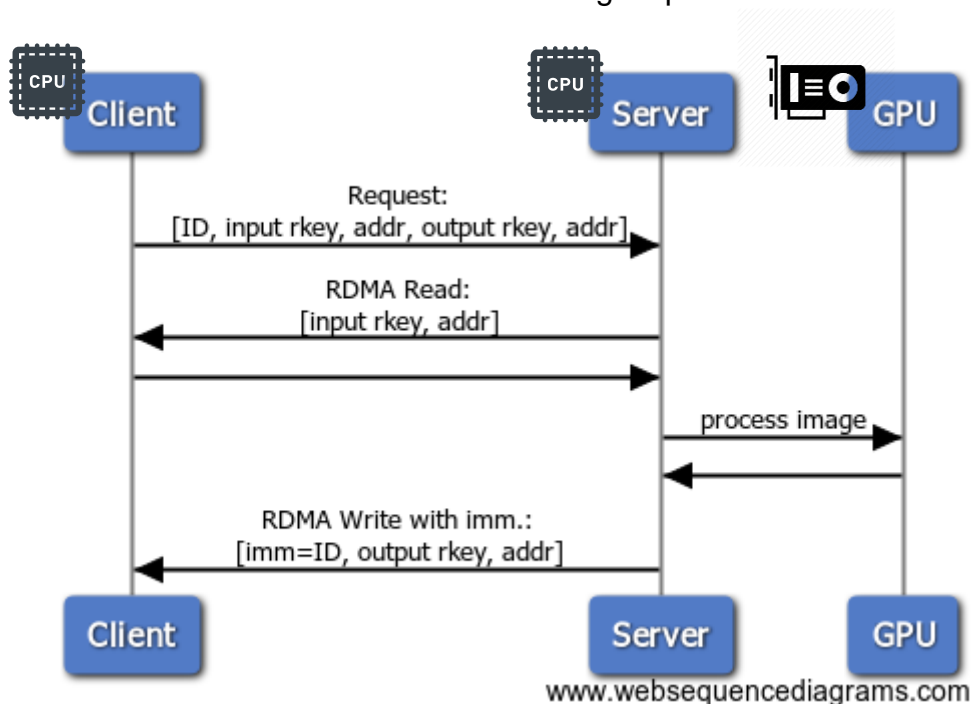 CPU
Client
CPU
Server
GPU
Request:
[ID, input rkey, addr, output rkey, addr]
RDMA Read:
[input rkey, addr]
process image
RDMA Write with imm.:
[imm=ID, output rkey, addr]
Client
Server
GPU
www.websequencediagrams.com